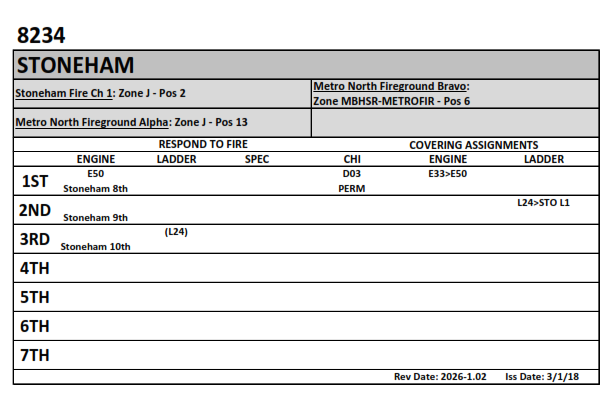 8234
STONEHAM
Stoneham Fire Ch 1: Zone J - Pos 2
Metro North Fireground Bravo:
Zone MBHSR-METROFIR - Pos 6
Metro North Fireground Alpha: Zone J - Pos 13
RESPOND TO FIRE COVERING ASSIGNMENTS
ENGINE LADDER SPEC CHI ENGINE LADDER
1ST E50 D03 E33>E50
Stoneham 8th PERM
2ND L24>STO L1
Stoneham 9th
3RD (L24)
Stoneham 10th
4TH
5TH
6TH
7TH
Rev Date: 2026-1.02 Iss Date: 3/1/18